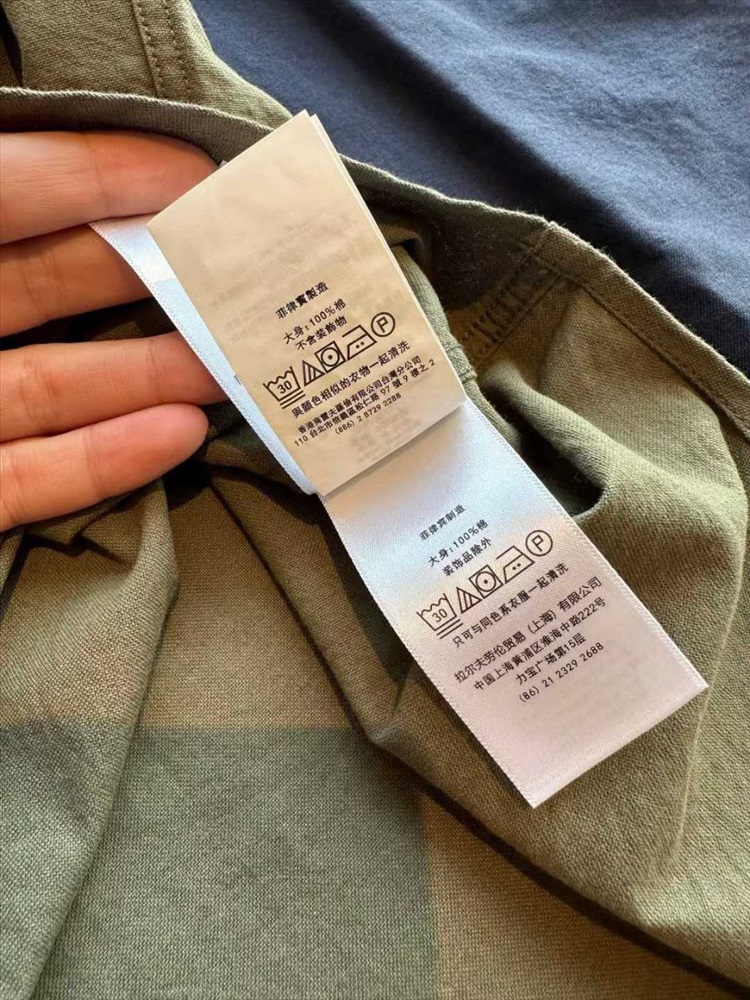 菲律賓製造
大身:100%棉
不含裝飾物
30 P
與顏色相似的衣物一起清洗
香港商雷夫羅倫有限公司台灣分公司
110 台北市信義區松仁路 97 號 9 樓之 2
(886) 2 8729 2288
菲律宾制造
大身:100%棉
装饰品除外
30 P
只可与同色系衣服一起清洗
拉尔夫劳伦贸易(上海)有限公司
中国上海黄浦区淮海中路222号
力宝广场第15层
(86) 21 2329 2688